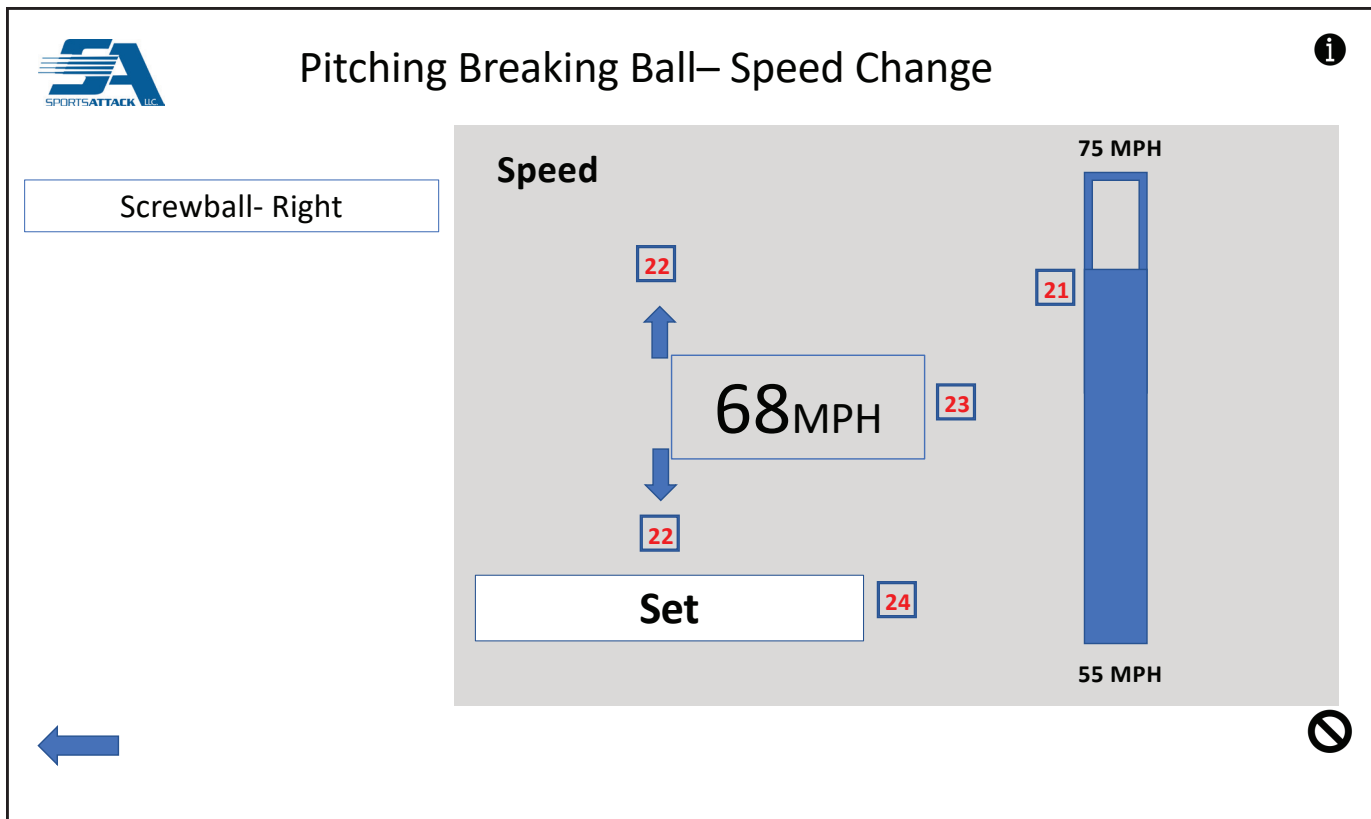 Pitching Breaking Ball– Speed Change
i
SPORTSATTACK LLC.
Screwball- Right
Speed
75 MPH
22
21
68MPH
23
22
Set
24
55 MPH